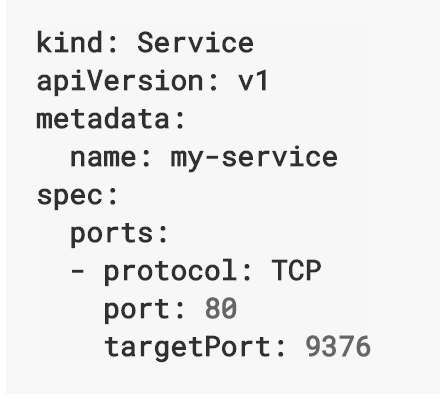 kind: Service
apiVersion: v1
metadata:
  name: my-service
spec:
  ports:
  - protocol: TCP
    port: 80
    targetPort: 9376